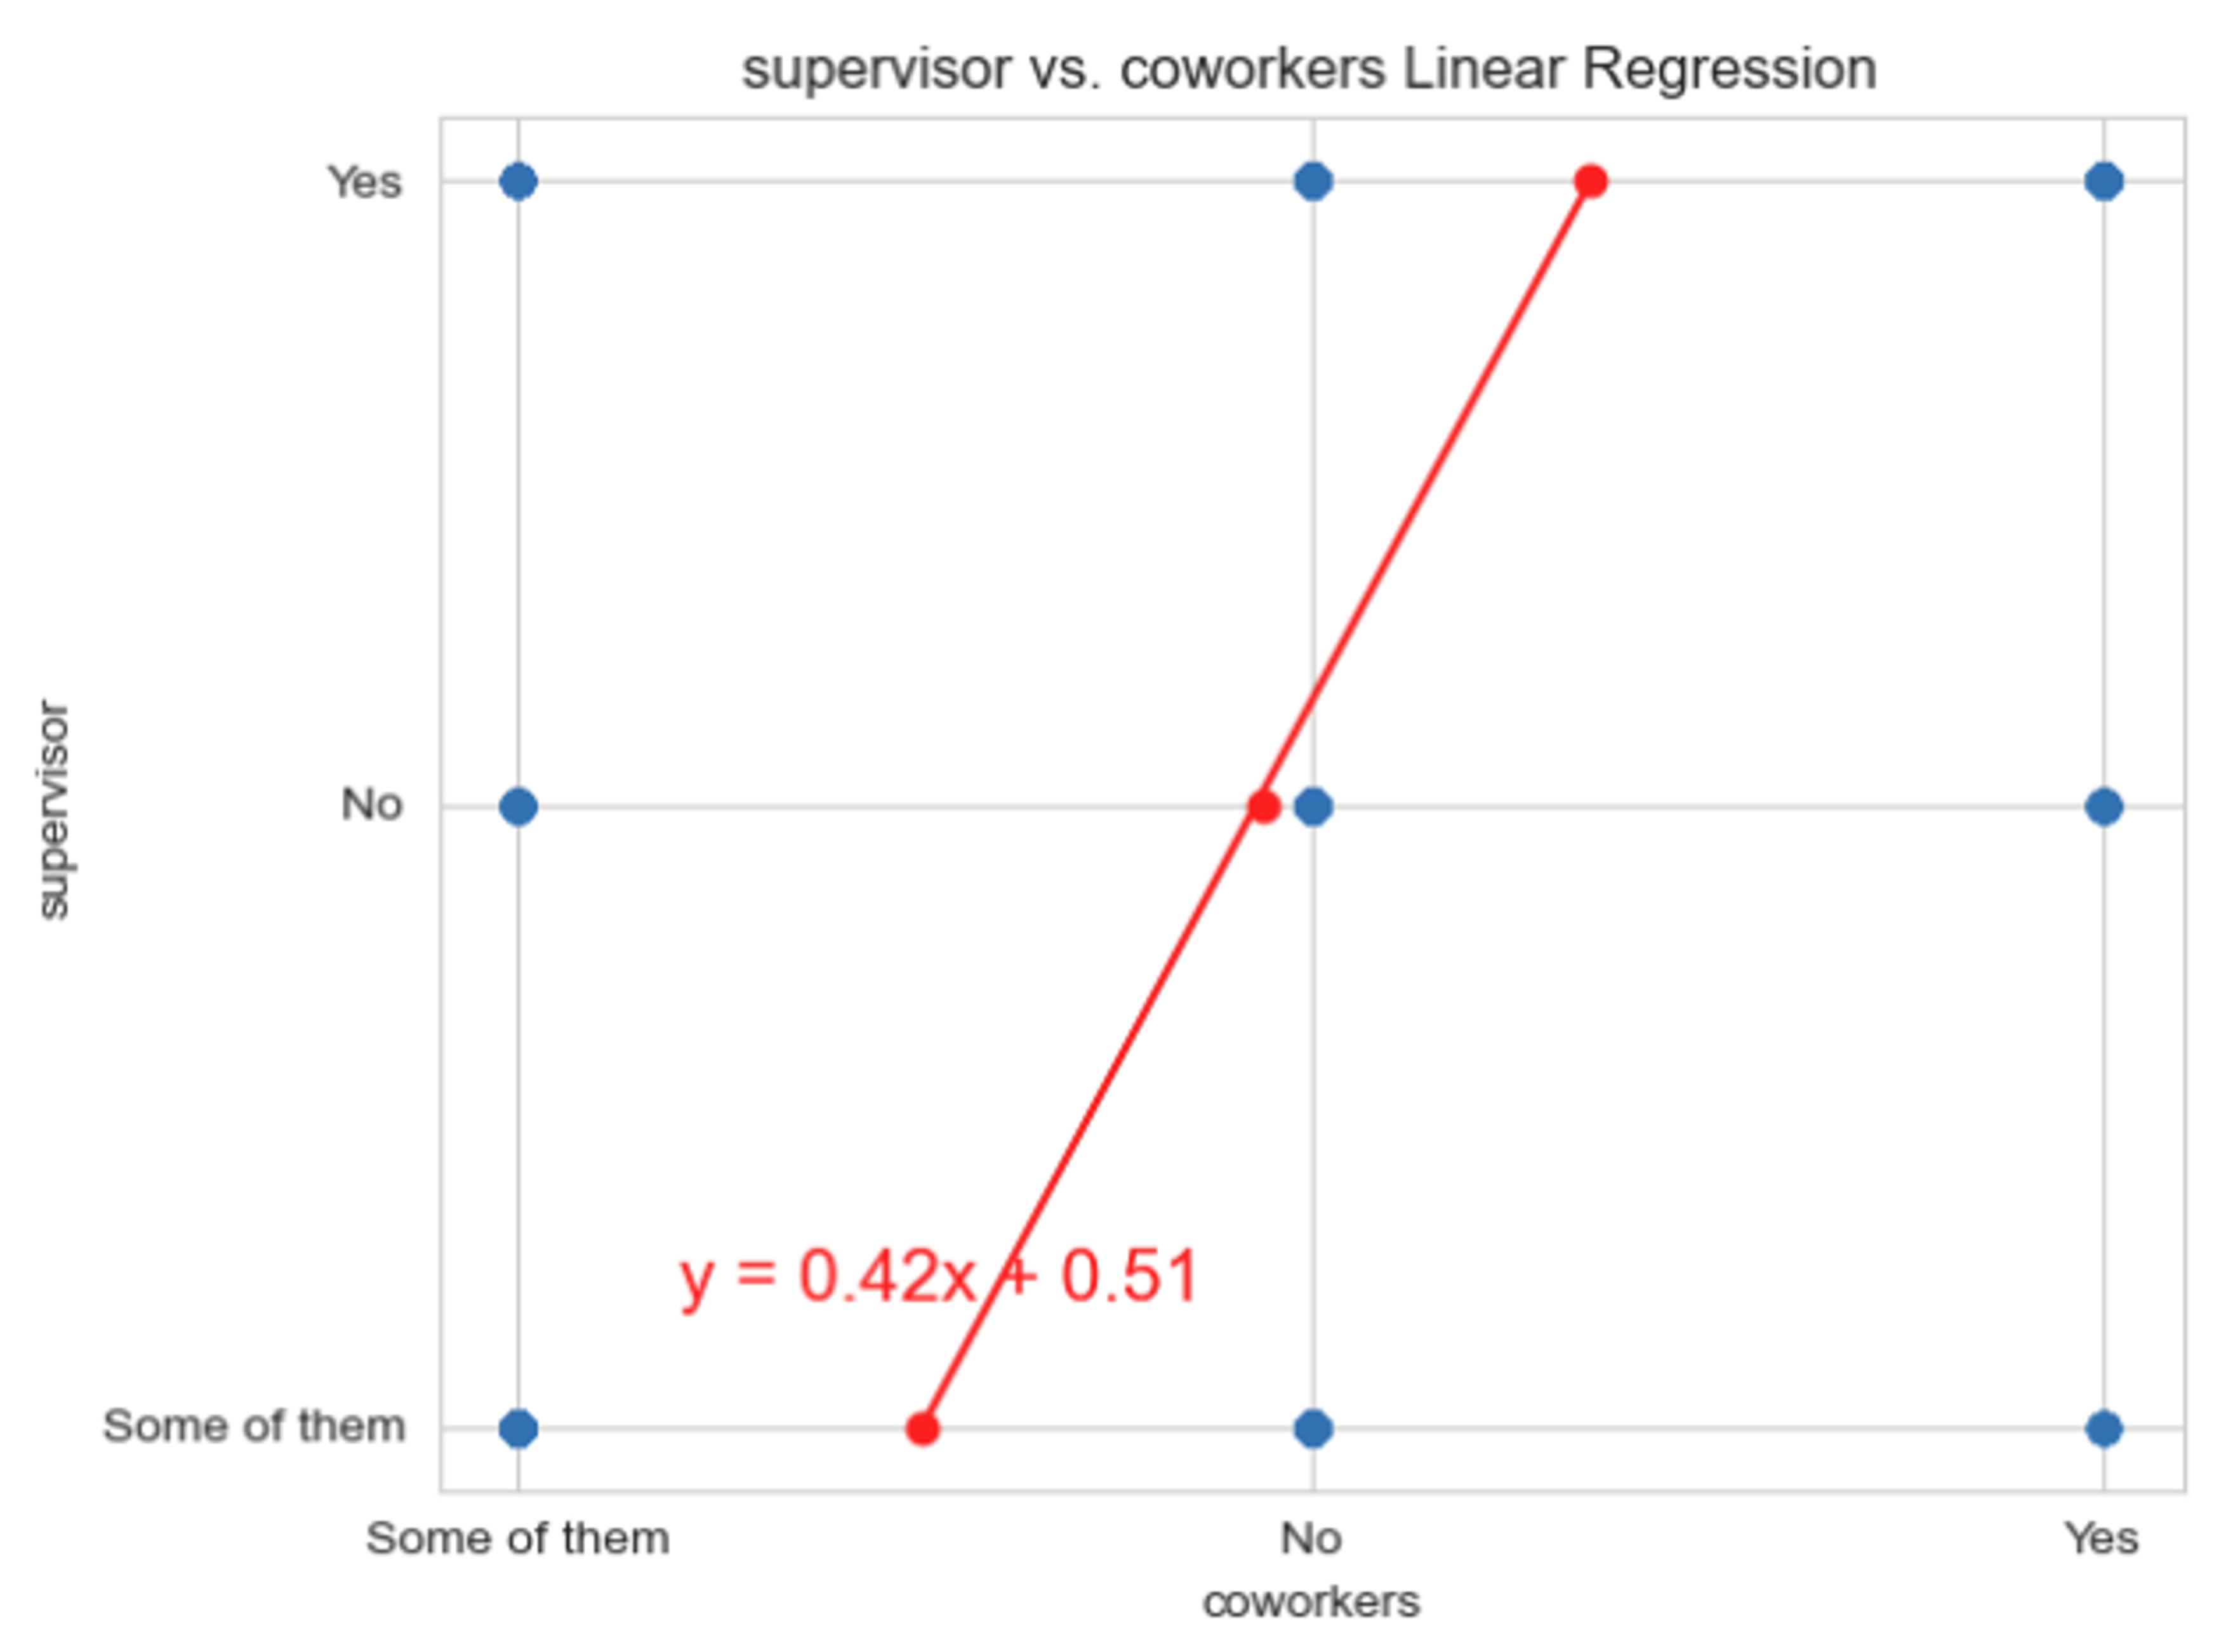 supervisor vs. coworkers Linear Regression
Yes
No
Some of them
supervisor
y = 0.42x + 0.51
Some of them
No
Yes
coworkers